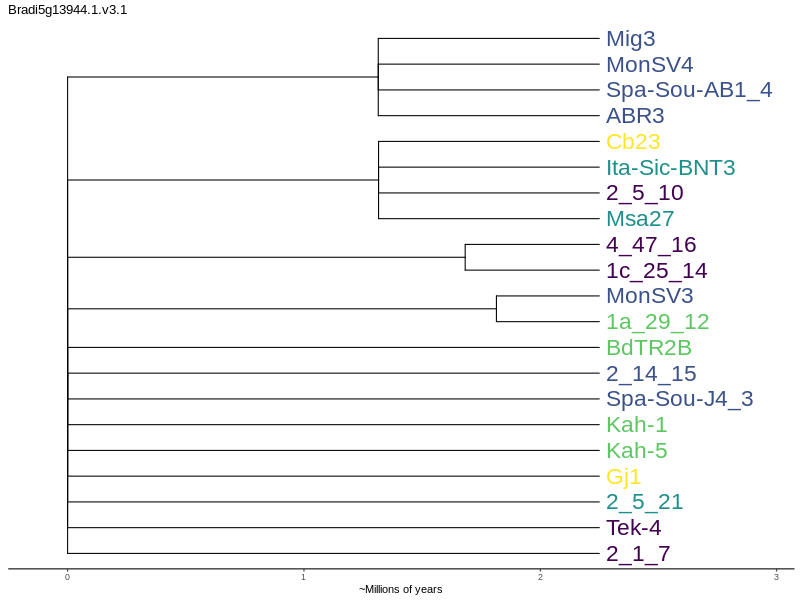 Bradi5g13944.1.v3.1
Mig3
MonSV4
Spa-Sou-AB1_4
ABR3
Cb23
Ita-Sic-BNT3
2_5_10
Msa27
4_47_16
1c_25_14
MonSV3
1a_29_12
BdTR2B
2_14_15
Spa-Sou-J4_3
Kah-1
Kah-5
Gj1
2_5_21
Tek-4
2_1_7
0 1 2 3
~Millions of years